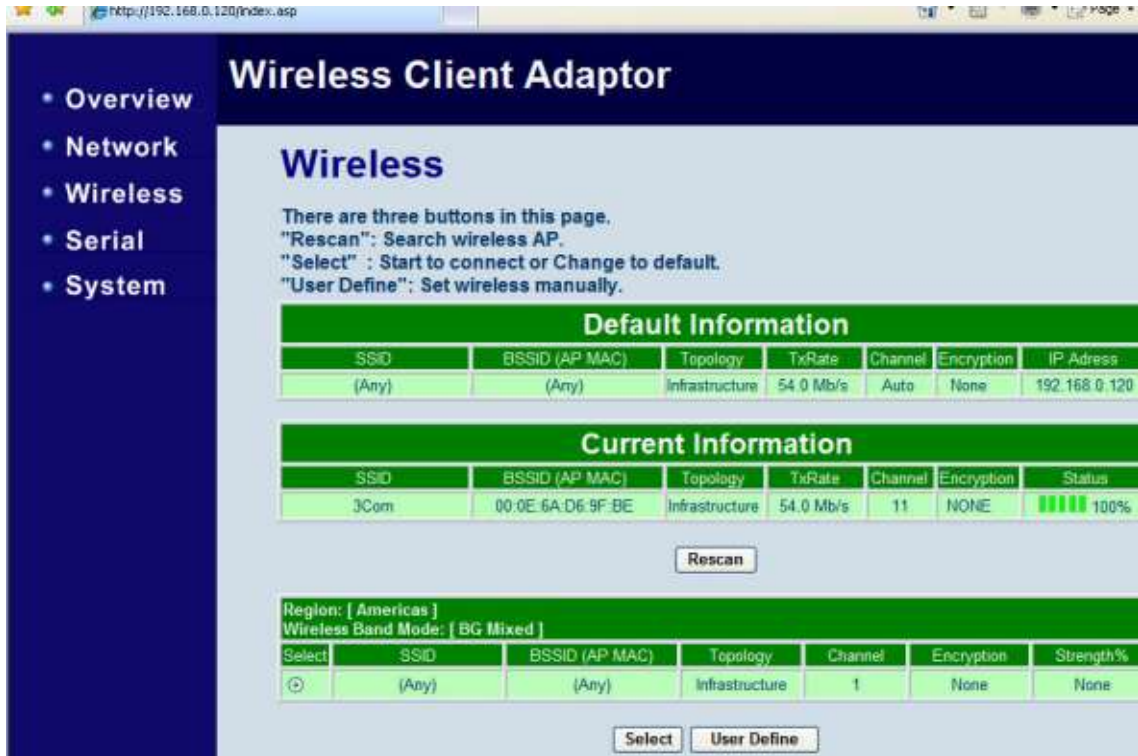 http://192.168.0.120/index.asp
Page
Wireless Client Adaptor
Overview
Network
Wireless
Serial
System
Wireless
There are three buttons in this page.
"Rescan": Search wireless AP.
"Select" : Start to connect or Change to default.
"User Define": Set wireless manually.
Default Information
SSID BSSID (AP MAC) Topology TxRate Channel Encryption IP Adress
(Any) (Any) Infrastructure 54.0 Mb/s Auto None 192.168.0.120
Current Information
SSID BSSID (AP MAC) Topology TxRate Channel Encryption Status
3Com 00:0E:6A:D6:9F:BE Infrastructure 54.0 Mb/s 11 NONE 100%
Rescan
Region: [ Americas ]
Wireless Band Mode: [ BG Mixed ]
Select SSID BSSID (AP MAC) Topology Channel Encryption Strength%
(Any) (Any) Infrastructure 1 None None
Select User Define